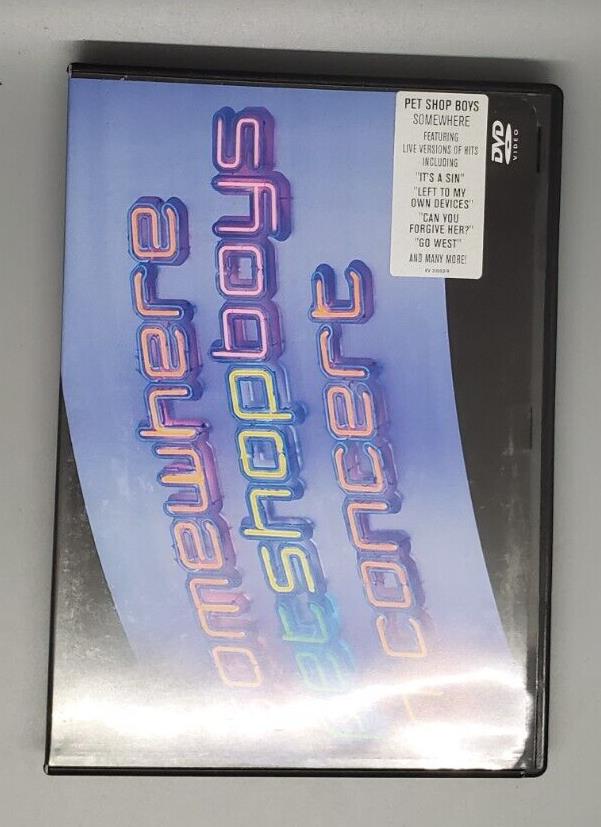 somewhere
petshopboys
in concert
PET SHOP BOYS
SOMEWHERE
FEATURING
LIVE VERSIONS OF HITS
INCLUDING
"IT'S A SIN"
"LEFT TO MY
OWN DEVICES"
"CAN YOU
FORGIVE HER?"
"GO WEST"
AND MANY MORE!
DVD
VIDEO